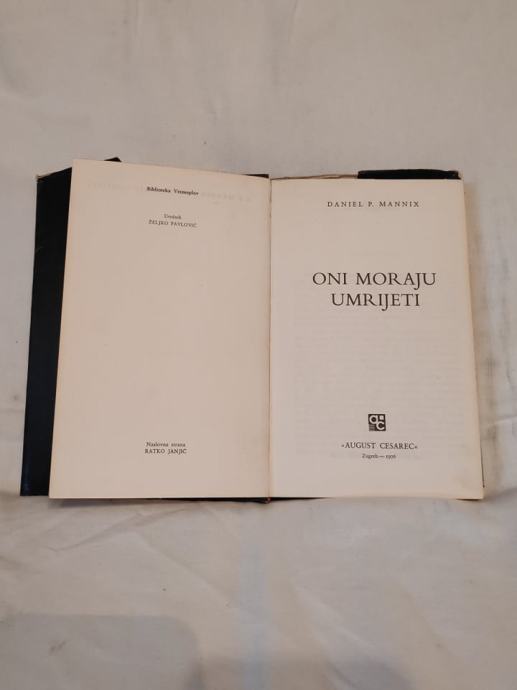 Biblioteka Vremeplov
Urednik
ŽELJKO PAVLOVIĆ
Naslovna strana
RATKO JANJIĆ
DANIEL P. MANNIX
ONI MORAJU
UMRIJETI
»AUGUST CESAREC«
Zagreb — 1976